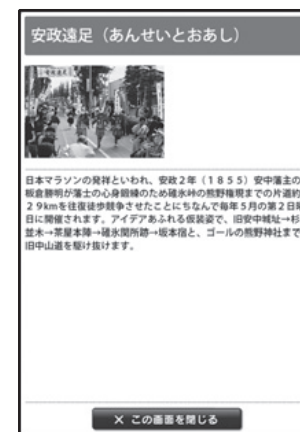 安政遠足（あんせいとおあし）
日本マラソンの発祥といわれ、安政２年（１８５５）安中藩主の
板倉勝明が藩士の心身鍛練のため碓氷峠の熊野権現までの片道約
２９kmを往復徒歩競争させたことにちなんで毎年５月の第２日曜
日に開催されます。アイデアあふれる仮装姿で、旧安中城址→杉
並木→茶屋本陣→碓氷関所跡→坂本宿と、ゴールの熊野神社まで
旧中山道を駆け抜けます。
× この画面を閉じる